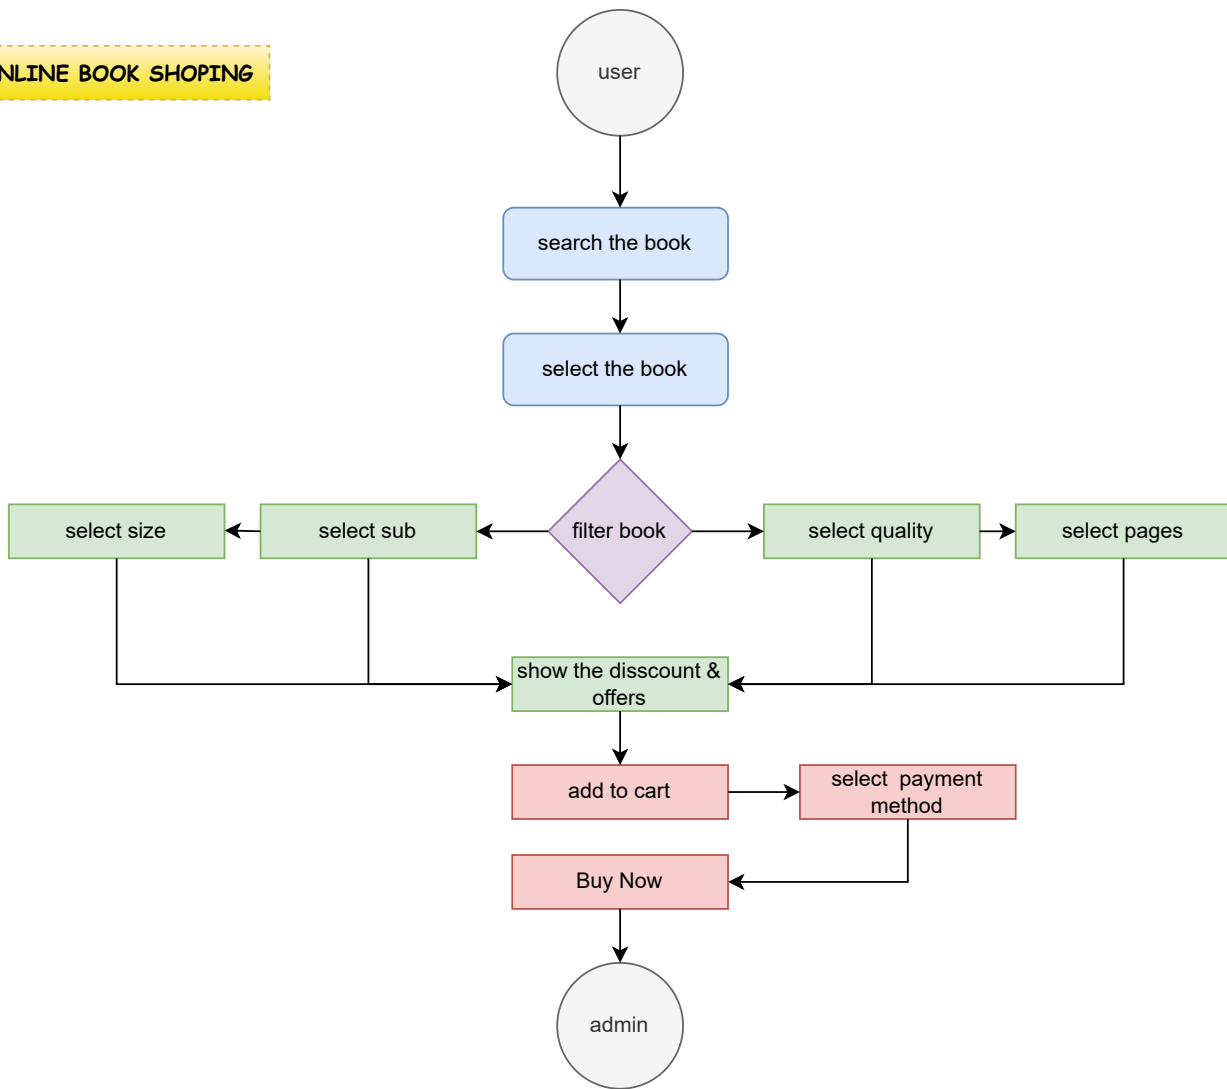 NLINE BOOK SHOPING
user
search the book
select the book
select size
select sub
filter book
select quality
select pages
show the disscount &
offers
add to cart
select payment
method
Buy Now
admin